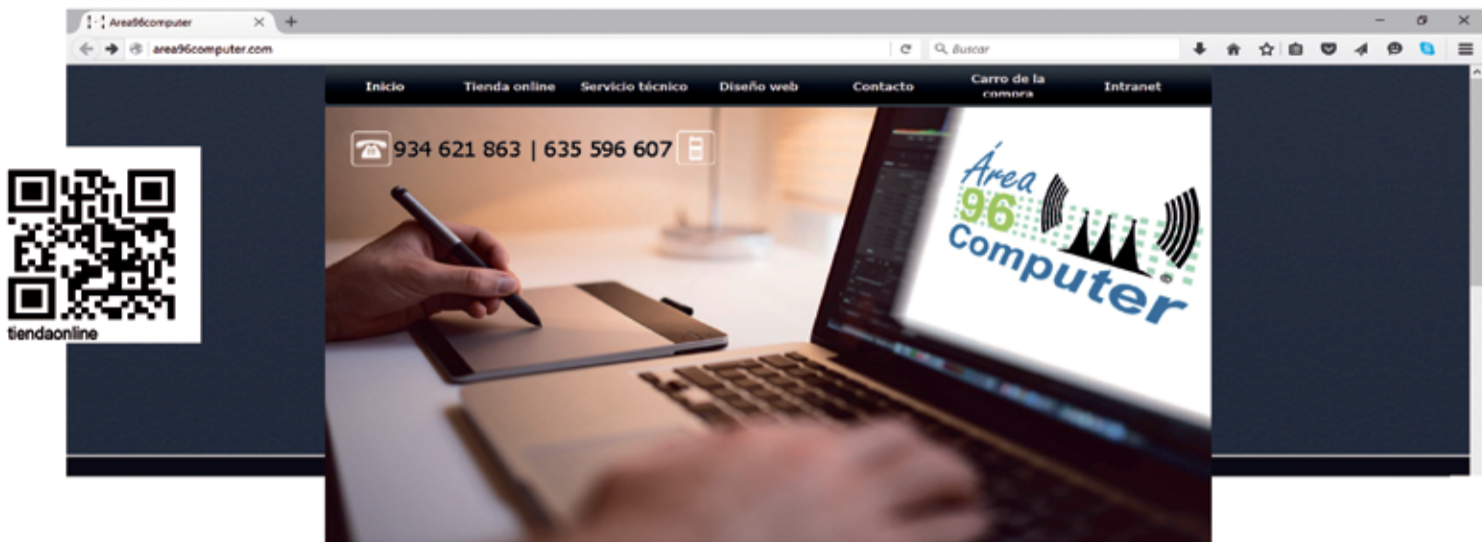 Area96computer
area96computer.com
Buscar
Inicio
Tienda online
Servicio técnico
Diseño web
Contacto
Carro de la
compra
Intranet
934 621 863 | 635 596 607
Área
96
Computer
®
tiendaonline